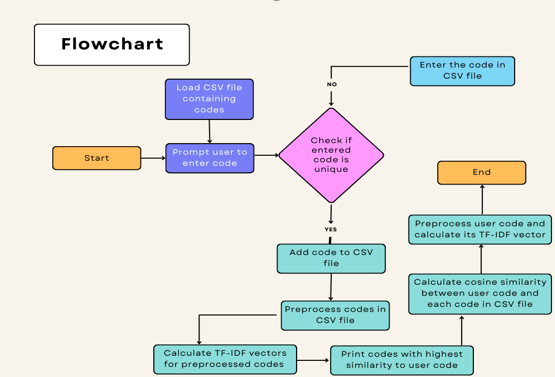 Flowchart
Enter the code in
CSV file
NO
Load CSV file
containing
codes
Start
Prompt user to
enter code
Check if
entered
code is
unique
End
YES
Add code to CSV
file
Preprocess user code and
calculate its TF-IDF vector
Calculate cosine similarity
between user code and
each code in CSV file
Preprocess codes in
CSV file
Calculate TF-IDF vectors
for preprocessed codes
Print codes with highest
similarity to user code